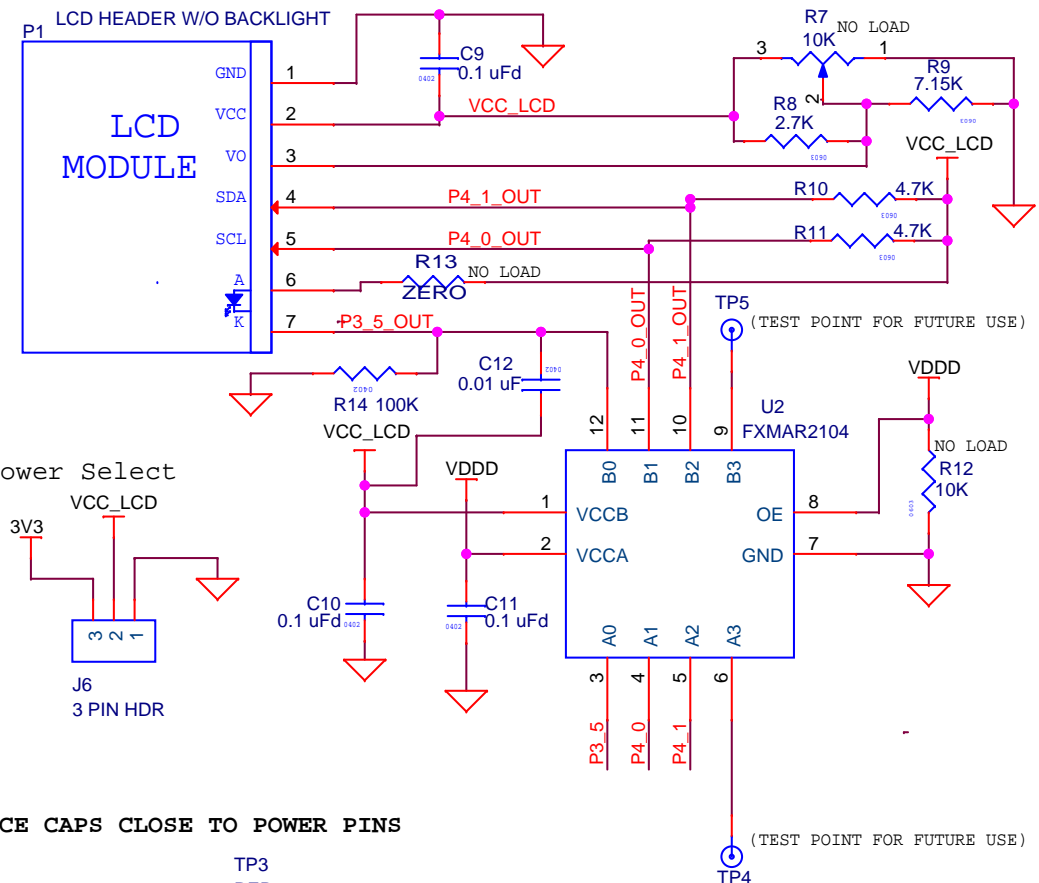 LCD HEADER W/O BACKLIGHT
P1
LCD
MODULE
GND 1
VCC 2
VO 3
SDA 4
SCL 5
A 6
K 7
C9
0.1 uFd
0402
VCC_LCD
R7
10K
NO LOAD
3
1
2
R8
2.7K
0603
R9
7.15K
0603
VCC_LCD
P4_1_OUT
R10
4.7K
0603
P4_0_OUT
R11
4.7K
0603
R13
ZERO
NO LOAD
P3_5_OUT
R14 100K
0402
C12
0.01 uF
0402
P4_0_OUT
P4_1_OUT
TP5
(TEST POINT FOR FUTURE USE)
U2
FXMAR2104
12
11
10
9
B0
B1
B2
B3
VCC_LCD
VDDD
1
VCCB
2
VCCA
OE
8
GND
7
A0
A1
A2
A3
3
4
5
6
P3_5
P4_0
P4_1
VDDD
NO LOAD
R12
10K
0603
C10
0.1 uFd
0402
C11
0.1 uFd
0402
ower Select
VCC_LCD
3V3
3
2
1
J6
3 PIN HDR
CE CAPS CLOSE TO POWER PINS
(TEST POINT FOR FUTURE USE)
TP4
TP3